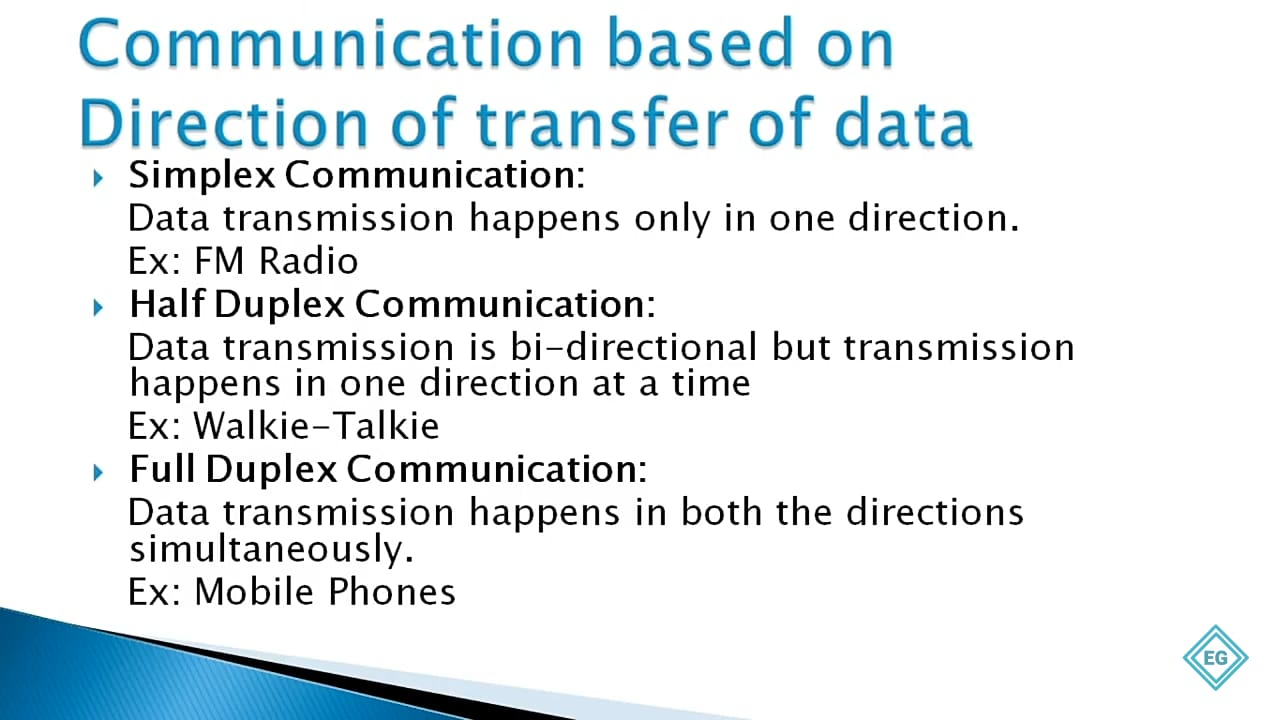 Communication based on
Direction of transfer of data
Simplex Communication:
Data transmission happens only in one direction.
Ex: FM Radio
Half Duplex Communication:
Data transmission is bi-directional but transmission
happens in one direction at a time
Ex: Walkie-Talkie
Full Duplex Communication:
Data transmission happens in both the directions
simultaneously.
Ex: Mobile Phones
EG